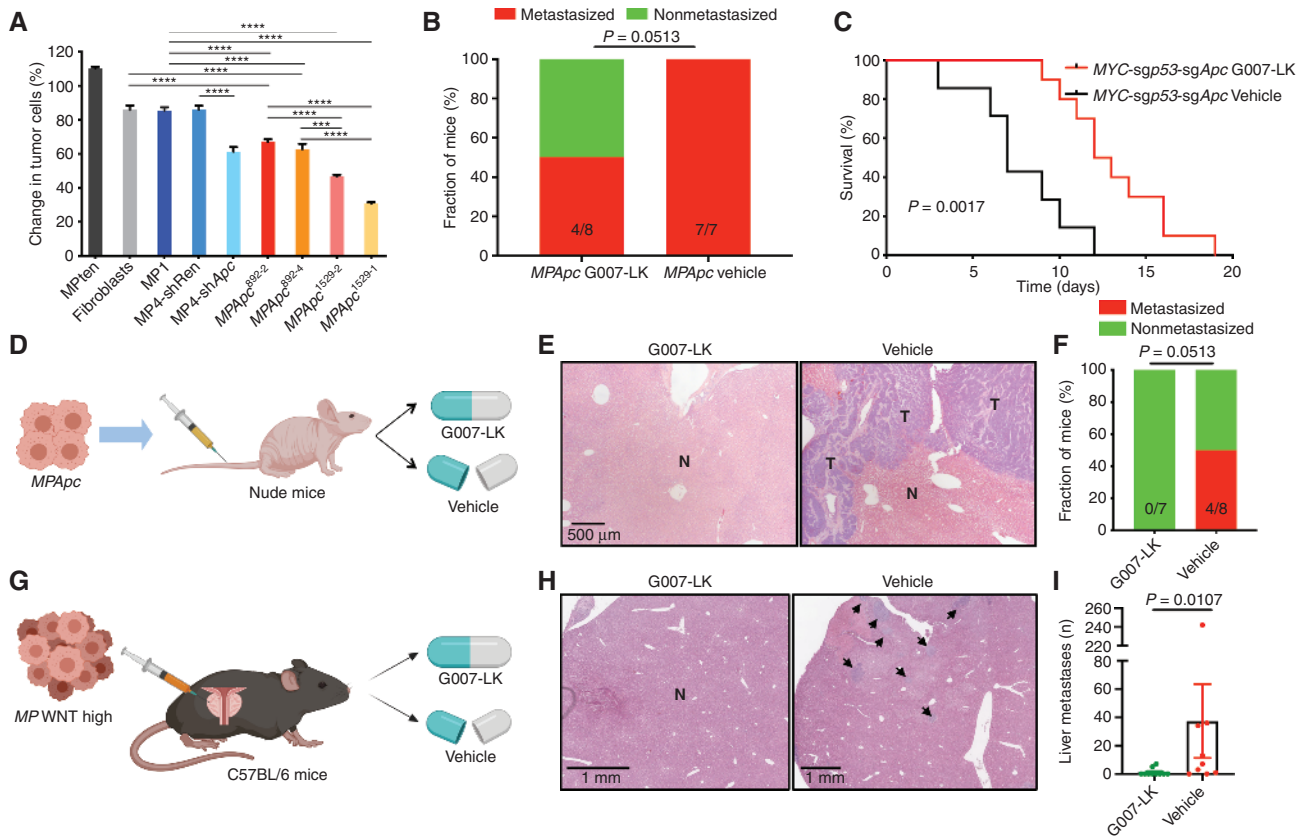 A
Change in tumor cells (%)
120
100
80
60
40
20
0
****
****
****
****
****
****
****
****
***
****
MPten
Fibroblasts
MP1
MP4-shRen
MP4-shApc
MPApc892-2
MPApc892-4
MPApc1529-2
MPApc1529-1
B
Metastasized
Nonmetastasized
P = 0.0513
Fraction of mice (%)
100
80
60
40
20
0
4/8
7/7
MPApc G007-LK
MPApc vehicle
C
Survival (%)
100
80
60
40
20
0
MYC-sgp53-sgApc G007-LK
MYC-sgp53-sgApc Vehicle
P = 0.0017
0
5
10
15
20
Time (days)
D
MPApc
Nude mice
G007-LK
Vehicle
E
G007-LK
Vehicle
N
500 μm
T
T
T
N
F
Metastasized
Nonmetastasized
P = 0.0513
Fraction of mice (%)
100
80
60
40
20
0
0/7
4/8
G007-LK
Vehicle
G
MP WNT high
C57BL/6 mice
G007-LK
Vehicle
H
G007-LK
Vehicle
N
1 mm
1 mm
I
P = 0.0107
Liver metastases (n)
260
240
220
80
60
40
20
0
G007-LK
Vehicle